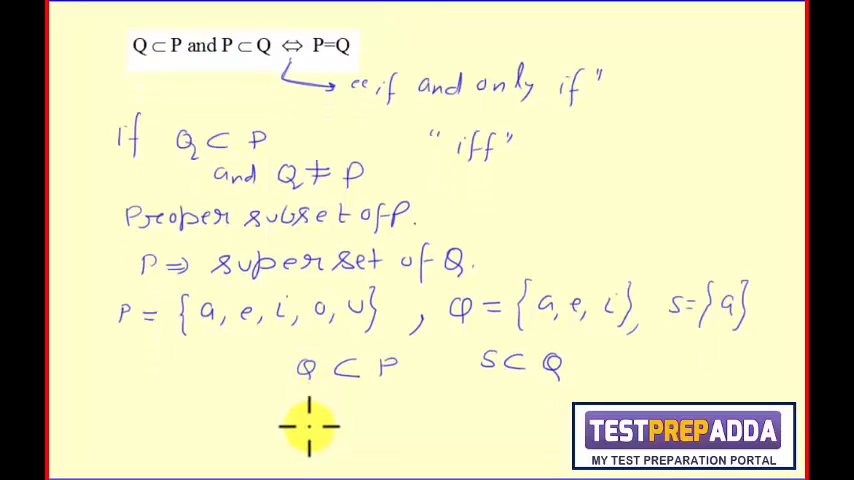 Q ⊂ P and P ⊂ Q ⇔ P=Q
"if and only if"
If Q ⊂ P
"iff"
and Q ≠ P
Proper subset of P.
P ⇒ superset of Q.
P = {a, e, i, o, u}, Q = {a, e, i}, S = {a}
Q ⊂ P S ⊂ Q
TESTPREPADDA
MY TEST PREPARATION PORTAL